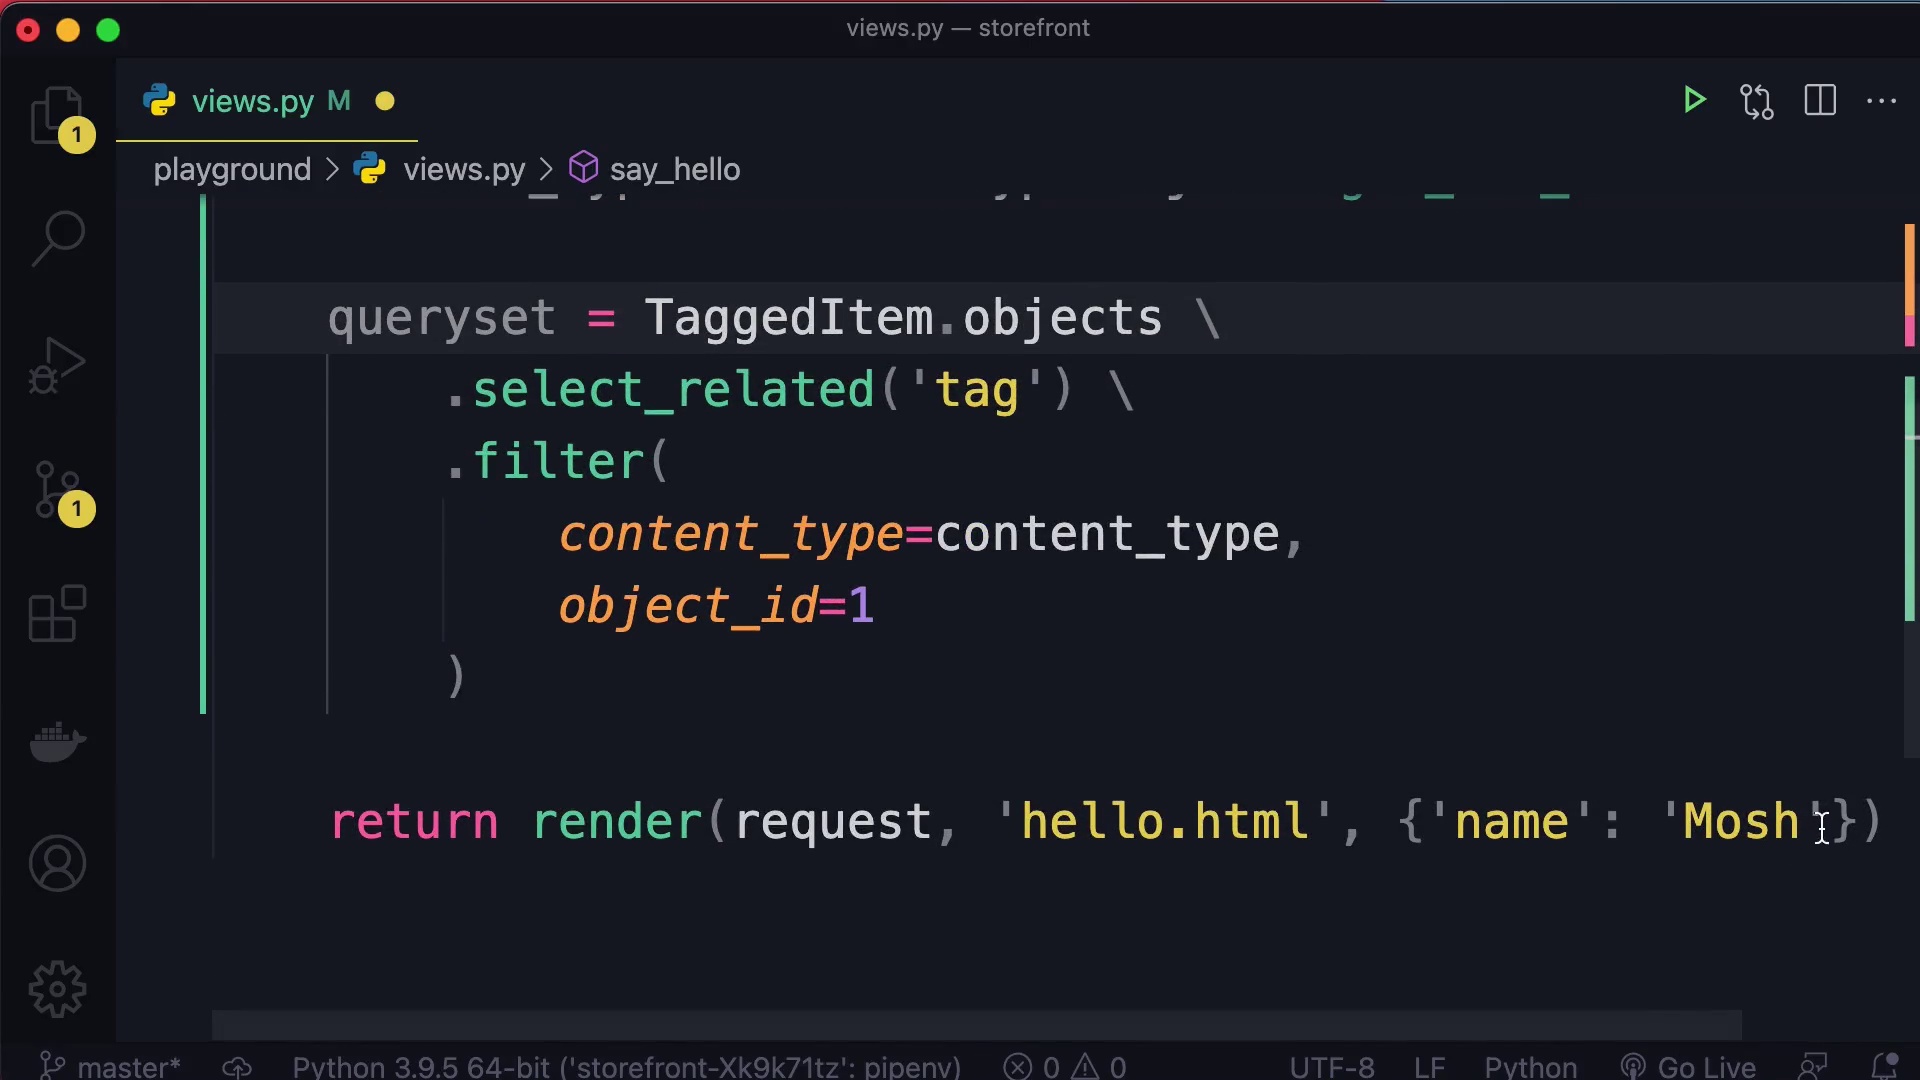 views.py — storefront
views.py M
playground > views.py > say_hello
queryset = TaggedItem.objects \
.select_related('tag') \
.filter(
content_type=content_type,
object_id=1
)
return render(request, 'hello.html', {'name': 'Mosh'})
1
1
master* Python 3.9.5 64-bit ('storefront-Xk9k71tz': pipenv) 0 0 UTF-8 LF Python Go Live